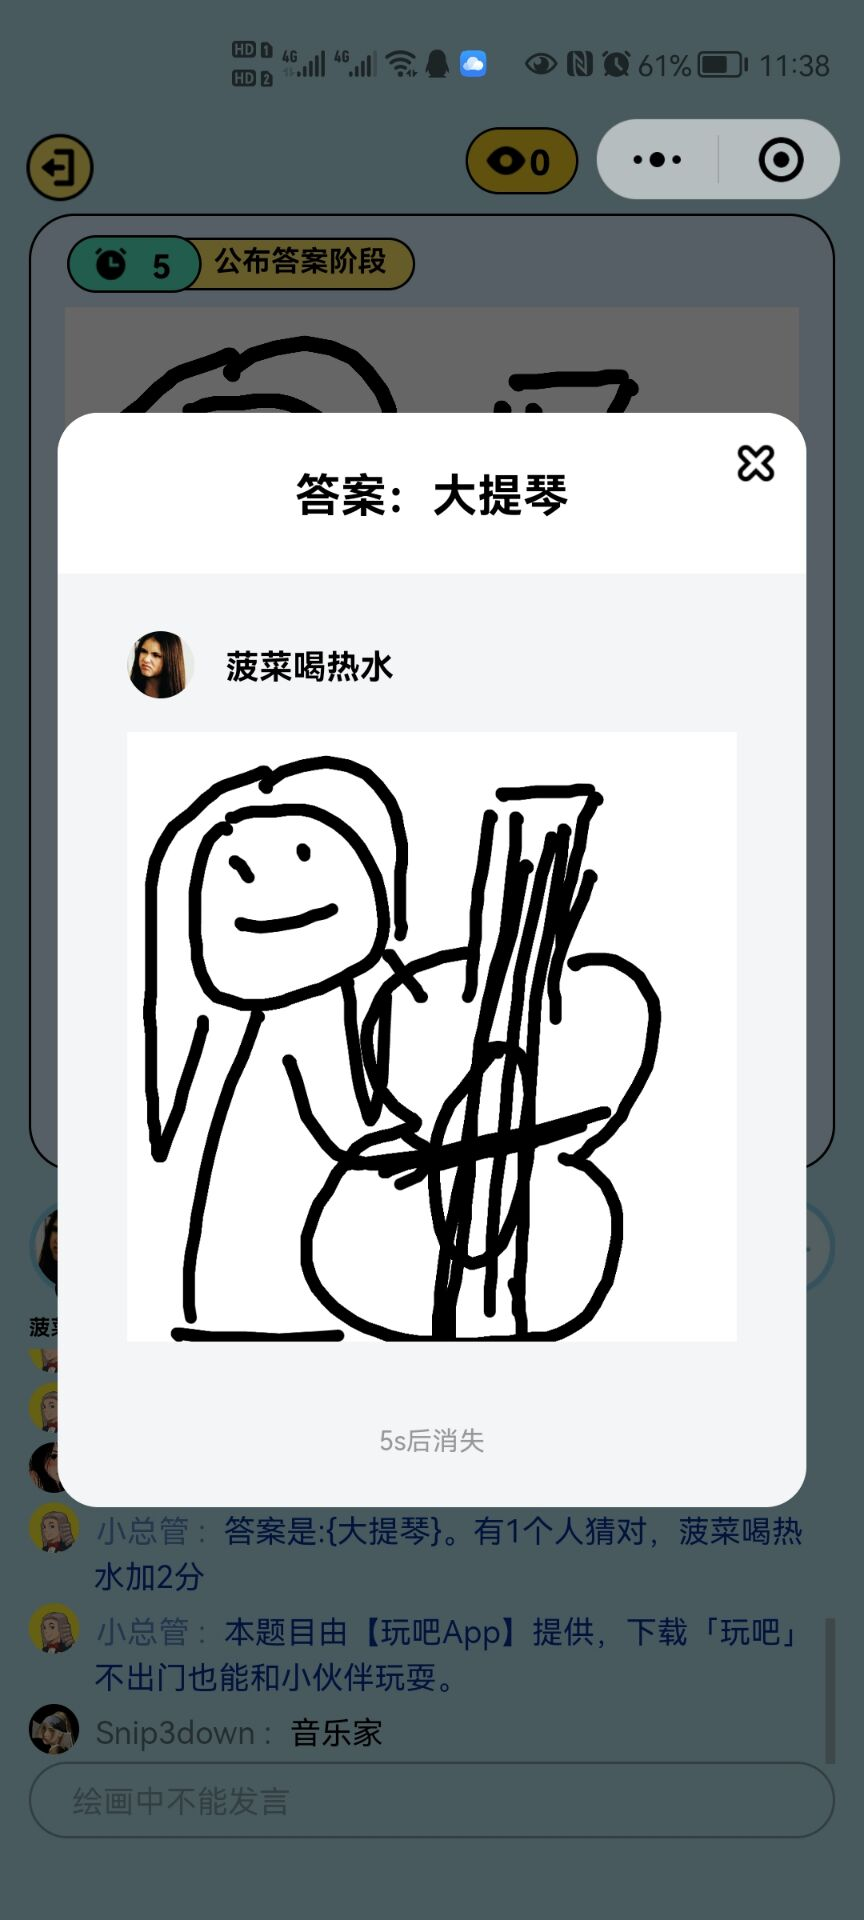 HD 1
HD 2
4G
4G
61%
11:38
0
5
公布答案阶段
答案：大提琴
菠菜喝热水
5s后消失
菠
小总管：答案是:{大提琴}。有1个人猜对，菠菜喝热
水加2分
小总管：本题目由【玩吧App】提供，下载「玩吧」
不出门也能和小伙伴玩耍。
Snip3down：音乐家
绘画中不能发言